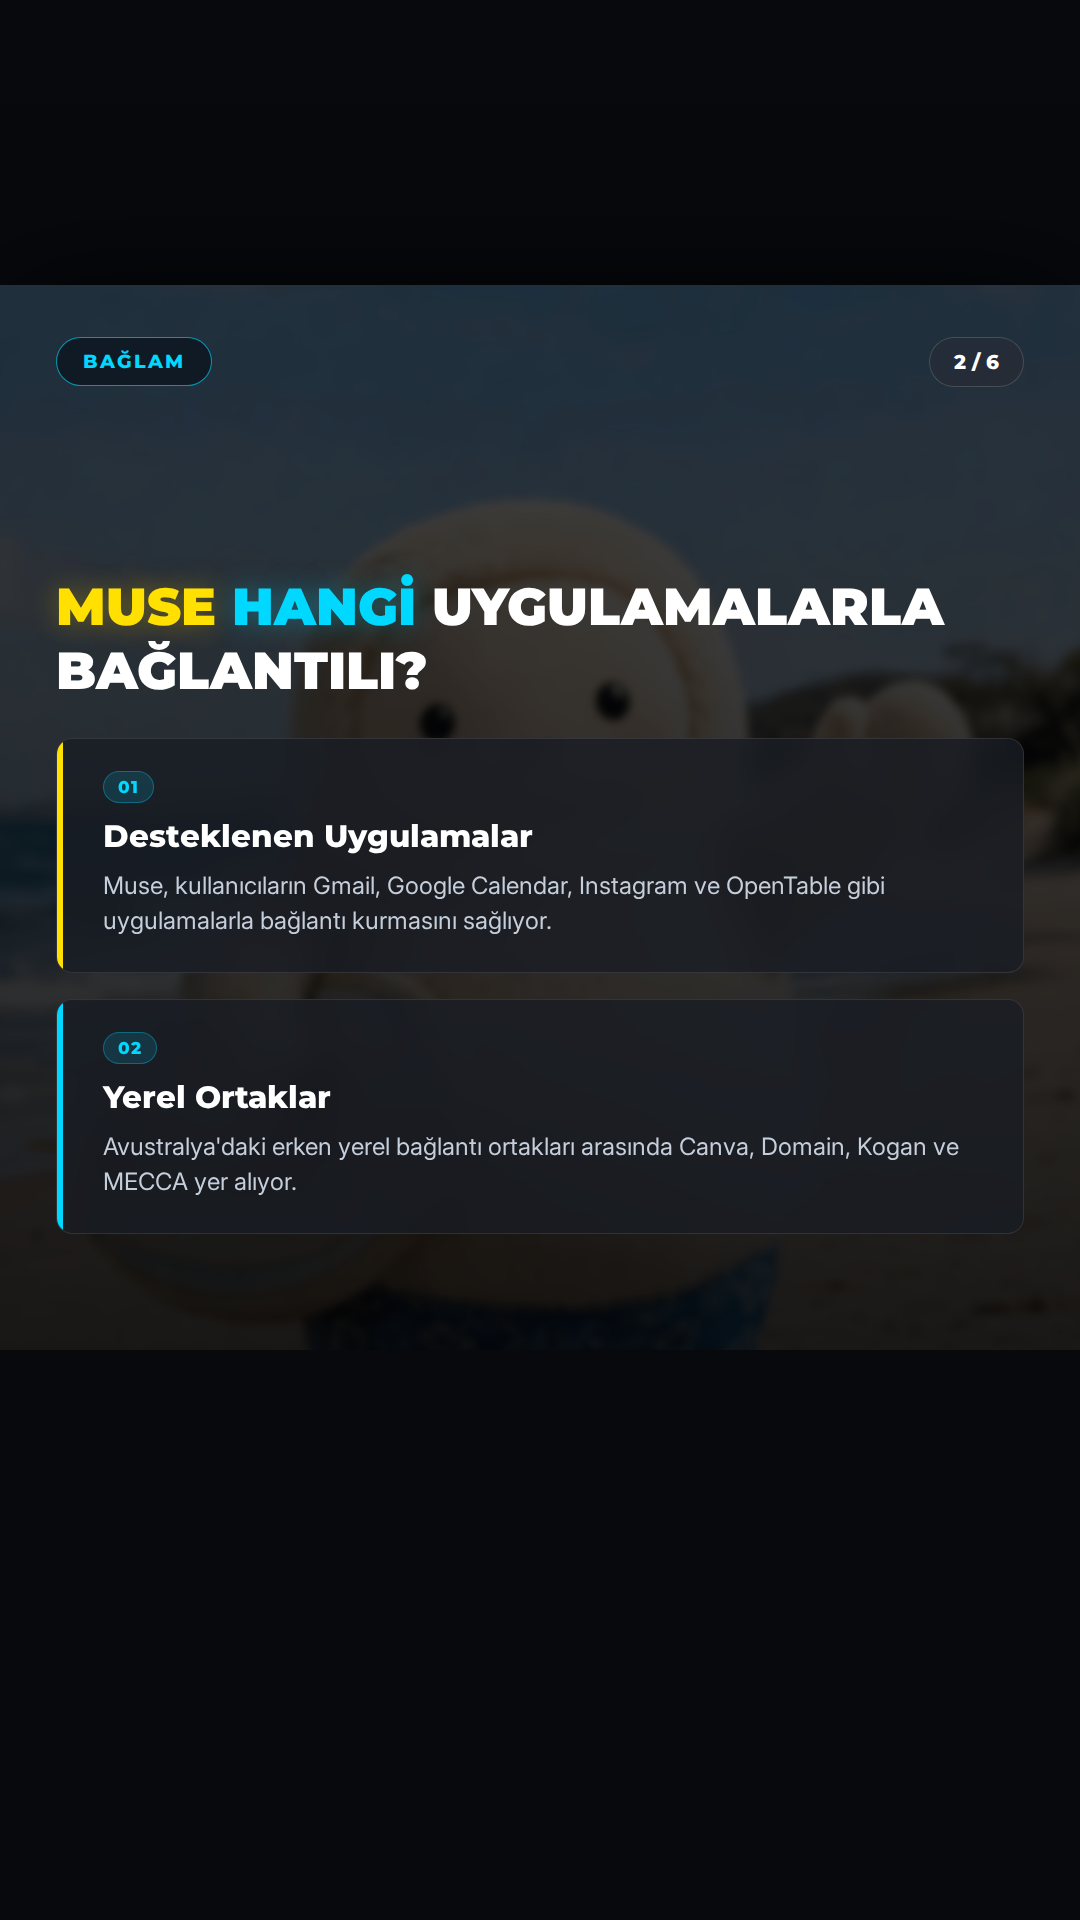 BAĞLAM
2 / 6
MUSE HANGİ UYGULAMALARLA
BAĞLANTILI?
01
Desteklenen Uygulamalar
Muse, kullanıcıların Gmail, Google Calendar, Instagram ve OpenTable gibi
uygulamalarla bağlantı kurmasını sağlıyor.
02
Yerel Ortaklar
Avustralya'daki erken yerel bağlantı ortakları arasında Canva, Domain, Kogan ve
MECCA yer alıyor.